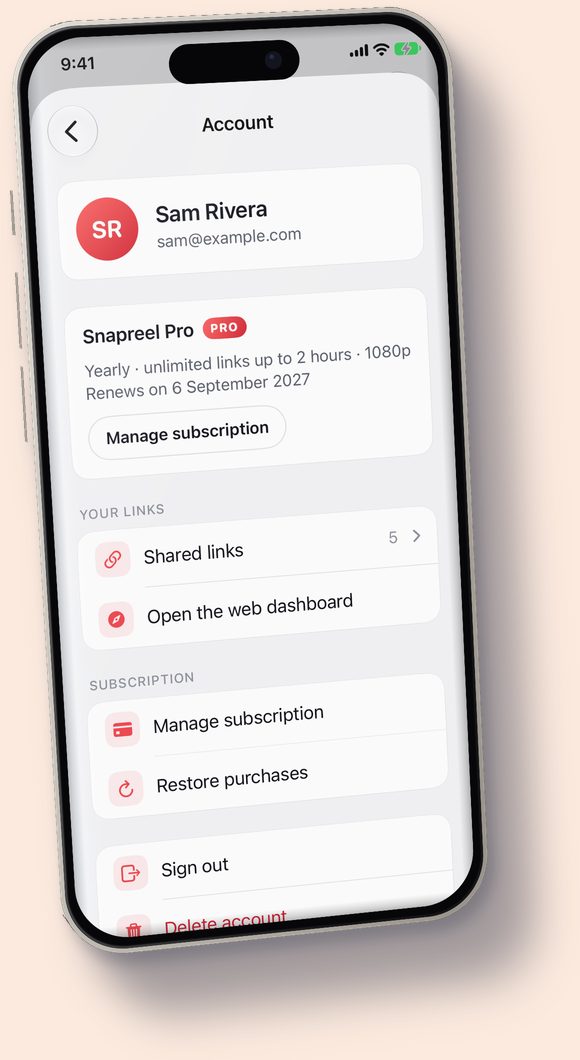 9:41
Account
SR
Sam Rivera
sam@example.com
Snapreel Pro PRO
Yearly · unlimited links up to 2 hours · 1080p
Renews on 6 September 2027
Manage subscription
YOUR LINKS
Shared links 5
Open the web dashboard
SUBSCRIPTION
Manage subscription
Restore purchases
Sign out
Delete account